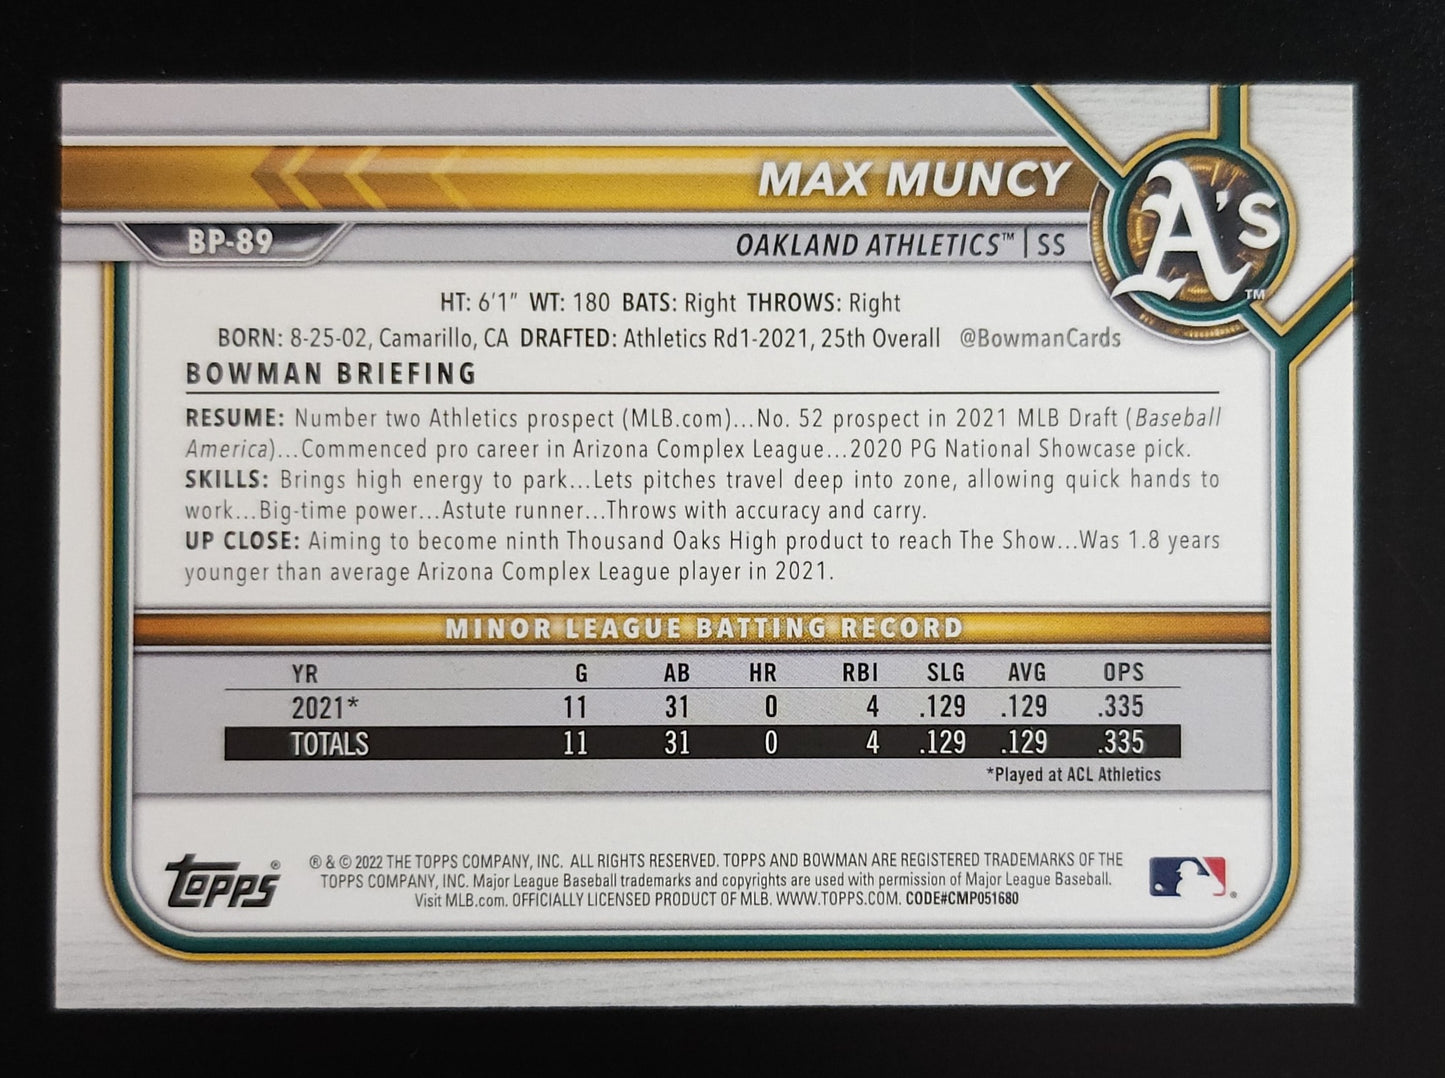 MAX MUNCY
A's™
BP-89
OAKLAND ATHLETICS™ | SS
HT: 6'1" WT: 180 BATS: Right THROWS: Right
BORN: 8-25-02, Camarillo, CA DRAFTED: Athletics Rd1-2021, 25th Overall @BowmanCards
BOWMAN BRIEFING
RESUME: Number two Athletics prospect (MLB.com)...No. 52 prospect in 2021 MLB Draft (Baseball
America)...Commenced pro career in Arizona Complex League...2020 PG National Showcase pick.
SKILLS: Brings high energy to park...Lets pitches travel deep into zone, allowing quick hands to
work...Big-time power...Astute runner...Throws with accuracy and carry.
UP CLOSE: Aiming to become ninth Thousand Oaks High product to reach The Show...Was 1.8 years
younger than average Arizona Complex League player in 2021.
MINOR LEAGUE BATTING RECORD
YR G AB HR RBI SLG AVG OPS
2021* 11 31 0 4 .129 .129 .335
TOTALS 11 31 0 4 .129 .129 .335
*Played at ACL Athletics
Topps®
® & © 2022 THE TOPPS COMPANY, INC. ALL RIGHTS RESERVED. TOPPS AND BOWMAN ARE REGISTERED TRADEMARKS OF THE
TOPPS COMPANY, INC. Major League Baseball trademarks and copyrights are used with permission of Major League Baseball.
Visit MLB.com. OFFICIALLY LICENSED PRODUCT OF MLB. WWW.TOPPS.COM. CODE#CMP051680